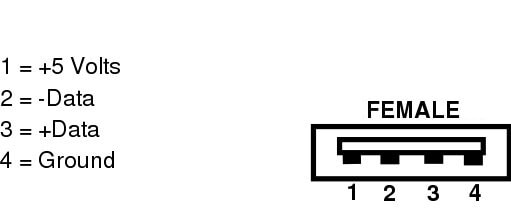 1 = +5 Volts
2 = -Data
3 = +Data
4 = Ground
FEMALE
1 2 3 4